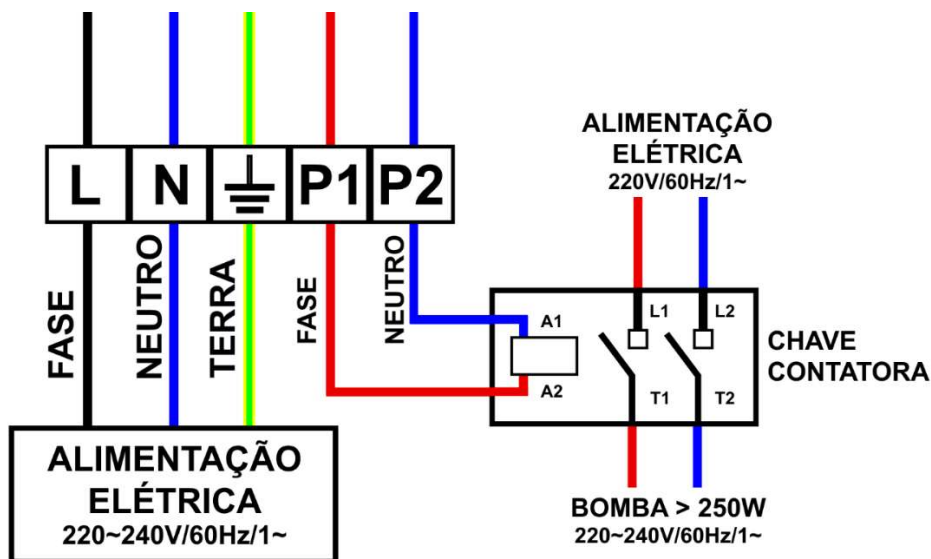 L N P1 P2
FASE
NEUTRO
TERRA
FASE
NEUTRO
ALIMENTAÇÃO
ELÉTRICA
220~240V/60Hz/1~
ALIMENTAÇÃO
ELÉTRICA
220V/60Hz/1~
A1
A2
L1
L2
T1
T2
CHAVE
CONTATORA
BOMBA > 250W
220~240V/60Hz/1~